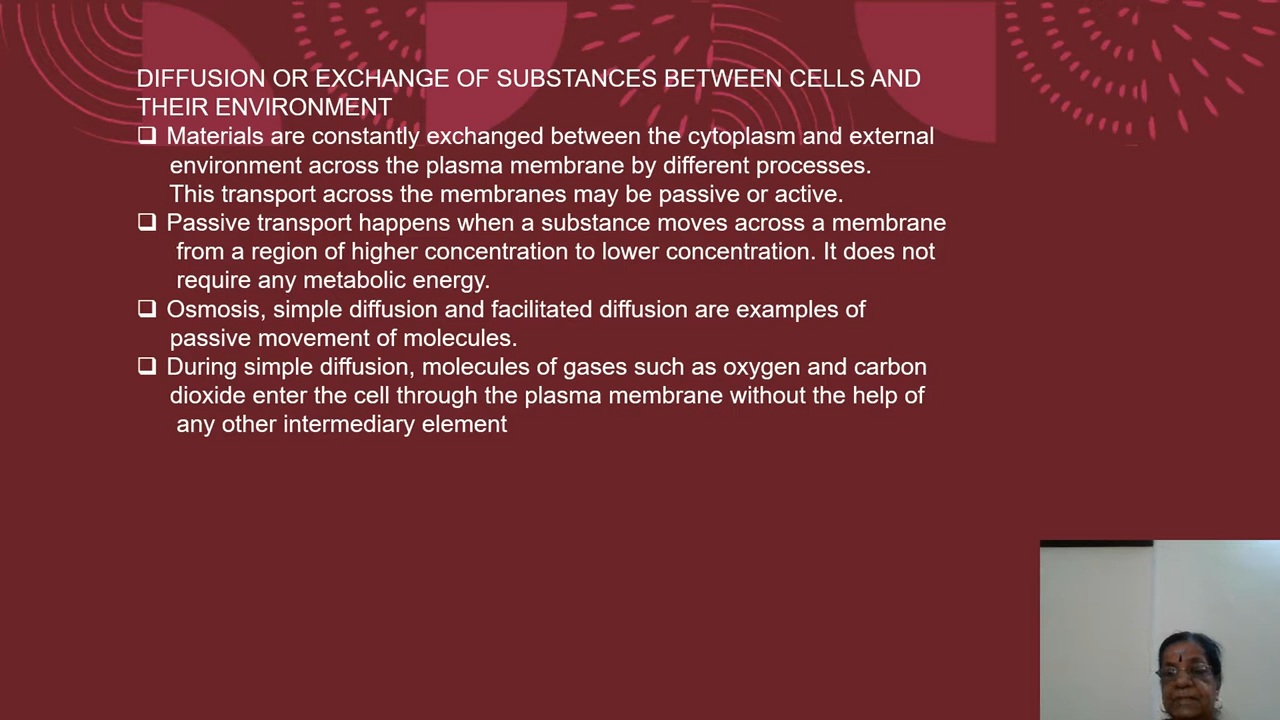 DIFFUSION OR EXCHANGE OF SUBSTANCES BETWEEN CELLS AND
THEIR ENVIRONMENT
❑ Materials are constantly exchanged between the cytoplasm and external
environment across the plasma membrane by different processes.
This transport across the membranes may be passive or active.
❑ Passive transport happens when a substance moves across a membrane
from a region of higher concentration to lower concentration. It does not
require any metabolic energy.
❑ Osmosis, simple diffusion and facilitated diffusion are examples of
passive movement of molecules.
❑ During simple diffusion, molecules of gases such as oxygen and carbon
dioxide enter the cell through the plasma membrane without the help of
any other intermediary element